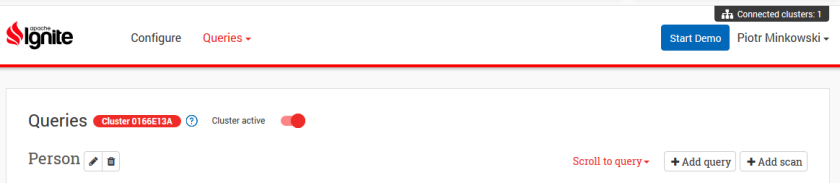 Connected clusters: 1
apache
Ignite
Configure
Queries
Start Demo
Piotr Minkowski
Queries
Cluster 0166E13A
?
Cluster active
Person
Scroll to query
Add query
Add scan